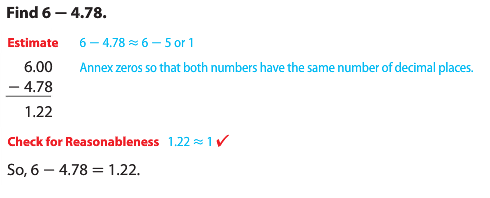 Find 6 − 4.78.
Estimate 6 − 4.78 ≈ 6 − 5 or 1
6.00 Annex zeros so that both numbers have the same number of decimal places.
− 4.78
1.22
Check for Reasonableness 1.22 ≈ 1 ✓
So, 6 − 4.78 = 1.22.